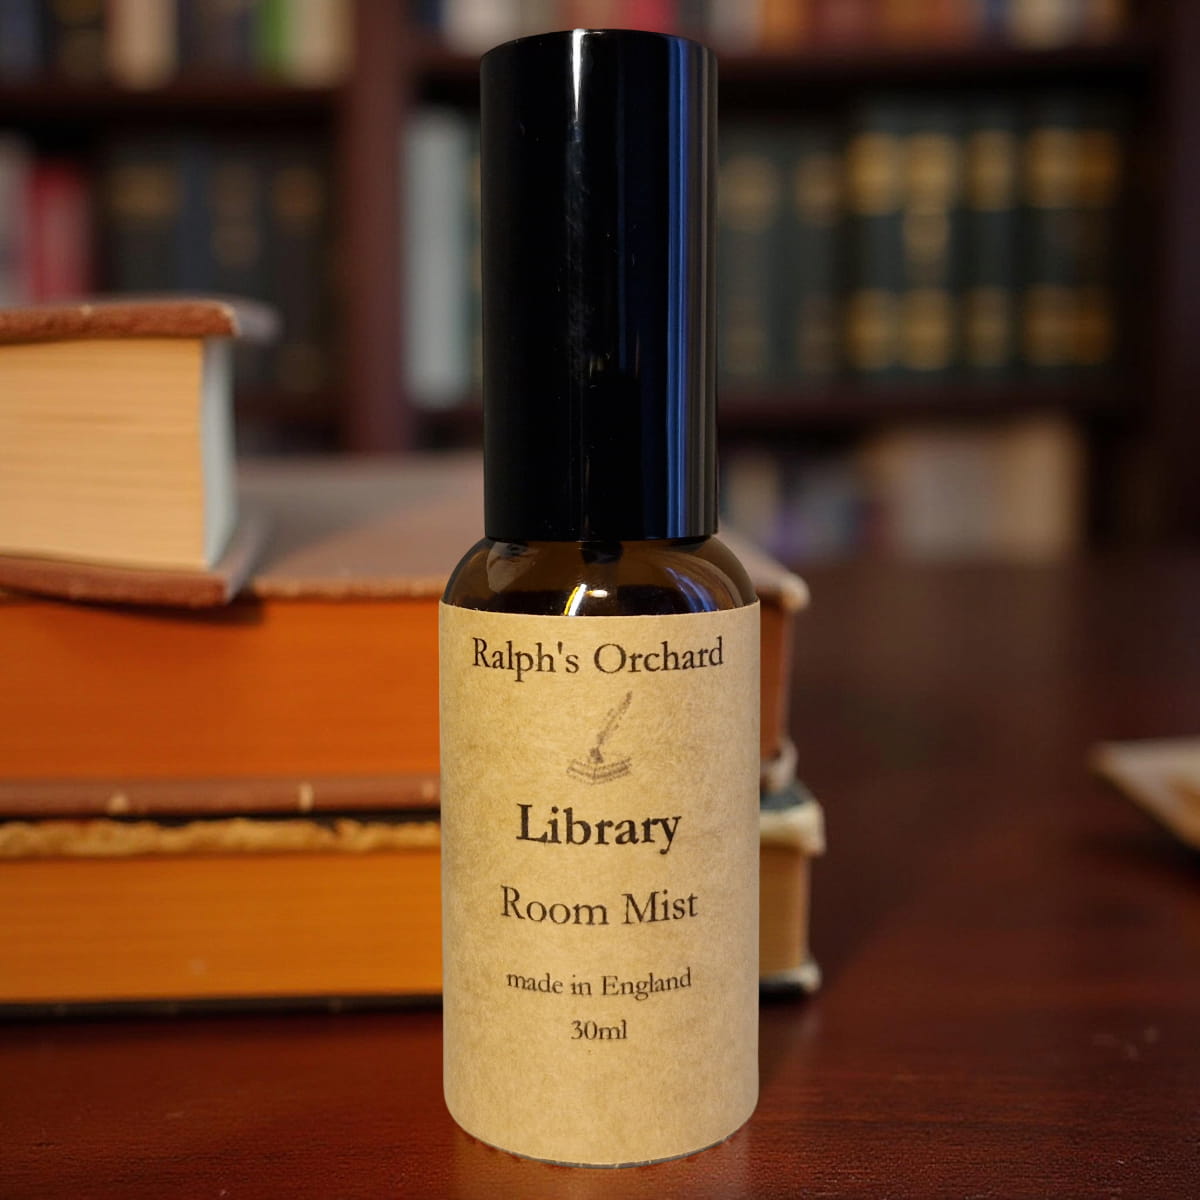 Ralph's Orchard
Library
Room Mist
made in England
30ml